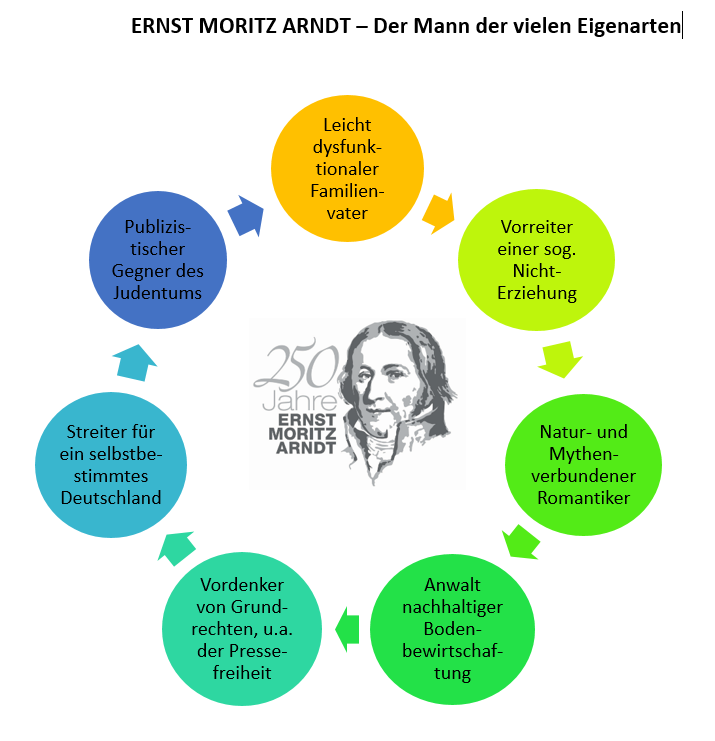 ERNST MORITZ ARNDT – Der Mann der vielen Eigenarten
Leicht
dysfunk-
tionaler
Familien-
vater
Vorreiter
einer sog.
Nicht-
Erziehung
Natur- und
Mythen-
verbundener
Romantiker
Anwalt
nachhaltiger
Boden-
bewirtschaf-
tung
Vordenker
von Grund-
rechten, u.a.
der Presse-
freiheit
Streiter für
ein selbstbe-
stimmtes
Deutschland
Publizis-
tischer
Gegner des
Judentums
250
Jahre
ERNST
MORITZ
ARNDT